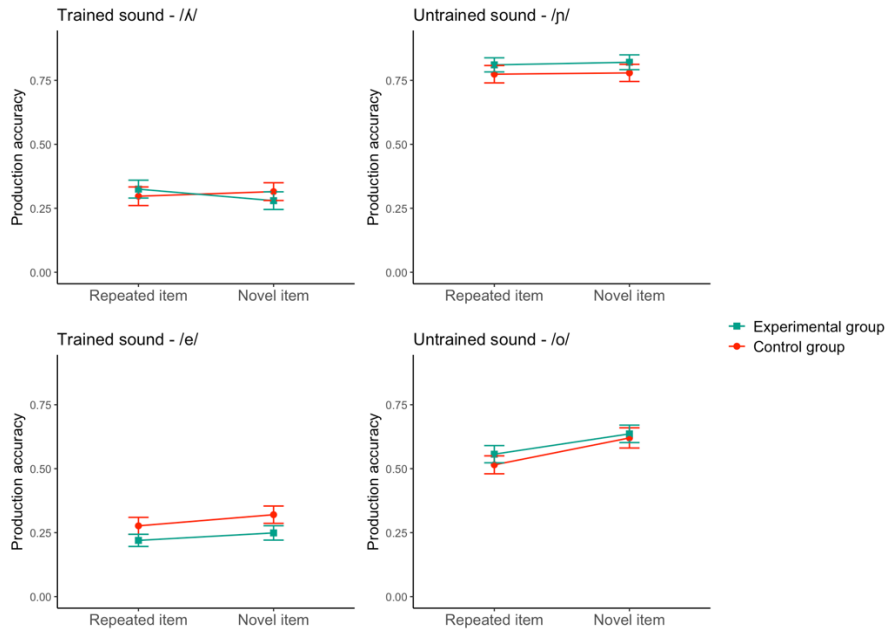 Trained sound - /ʎ/
Production accuracy
0.75
0.50
0.25
0.00
Repeated item Novel item
Untrained sound - /ɲ/
Production accuracy
0.75
0.50
0.25
0.00
Repeated item Novel item
Trained sound - /e/
Production accuracy
0.75
0.50
0.25
0.00
Repeated item Novel item
Untrained sound - /o/
Production accuracy
0.75
0.50
0.25
0.00
Repeated item Novel item
Experimental group
Control group